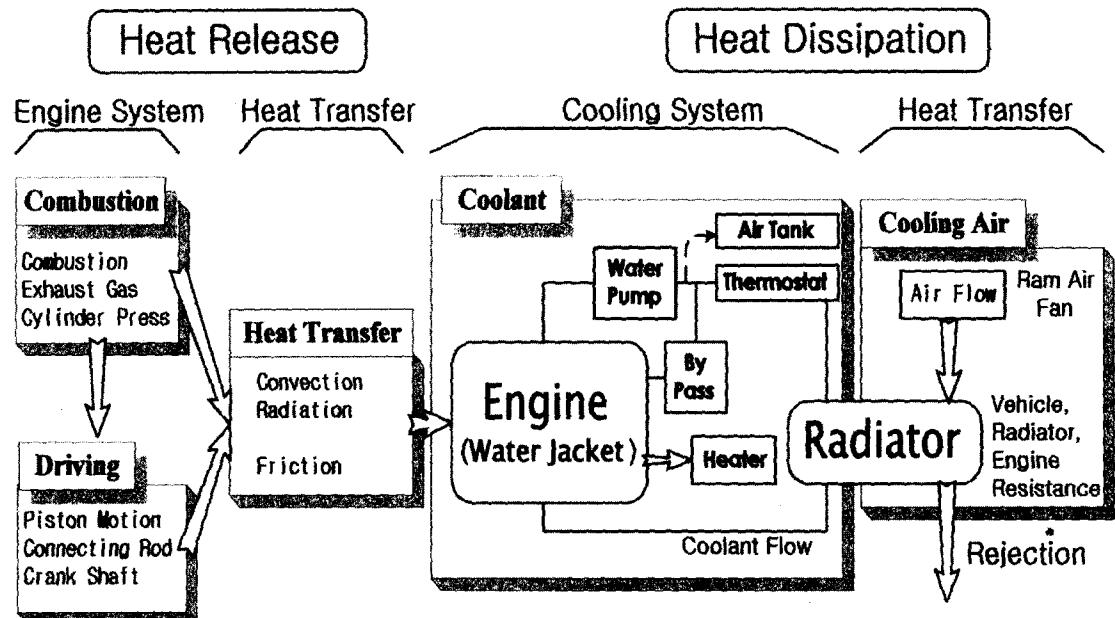 Heat Release
Heat Dissipation
Engine System
Heat Transfer
Cooling System
Heat Transfer
Combustion
Combustion
Exhaust Gas
Cylinder Press
Driving
Piston Motion
Connecting Rod
Crank Shaft
Heat Transfer
Convection
Radiation
Friction
Coolant
Air Tank
Water
Pump
Thermostat
By
Pass
Engine
(Water Jacket)
Heater
Coolant Flow
Cooling Air
Air Flow
Ram Air
Fan
Radiator
Vehicle,
Radiator,
Engine
Resistance
Rejection